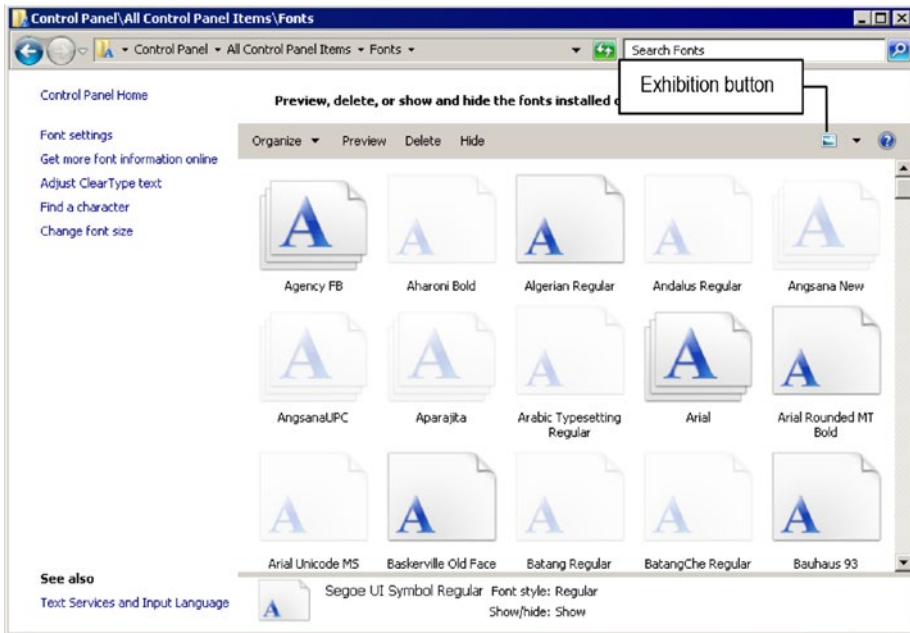 Control Panel\All Control Panel Items\Fonts
Control Panel All Control Panel Items Fonts
Search Fonts
Exhibition button
Control Panel Home
Preview, delete, or show and hide the fonts installed
Font settings
Get more font information online
Adjust ClearType text
Find a character
Change font size
Organize Preview Delete Hide
Agency FB Aharoni Bold Algerian Regular Andalus Regular Angsana New
AngsanaUPC Aparajita Arabic Typesetting Regular Arial Arial Rounded MT Bold
Arial Unicode MS Baskerville Old Face Batang Regular BatangChe Regular Bauhaus 93
See also
Text Services and Input Language
Segoe UI Symbol Regular Font style: Regular
Show/hide: Show